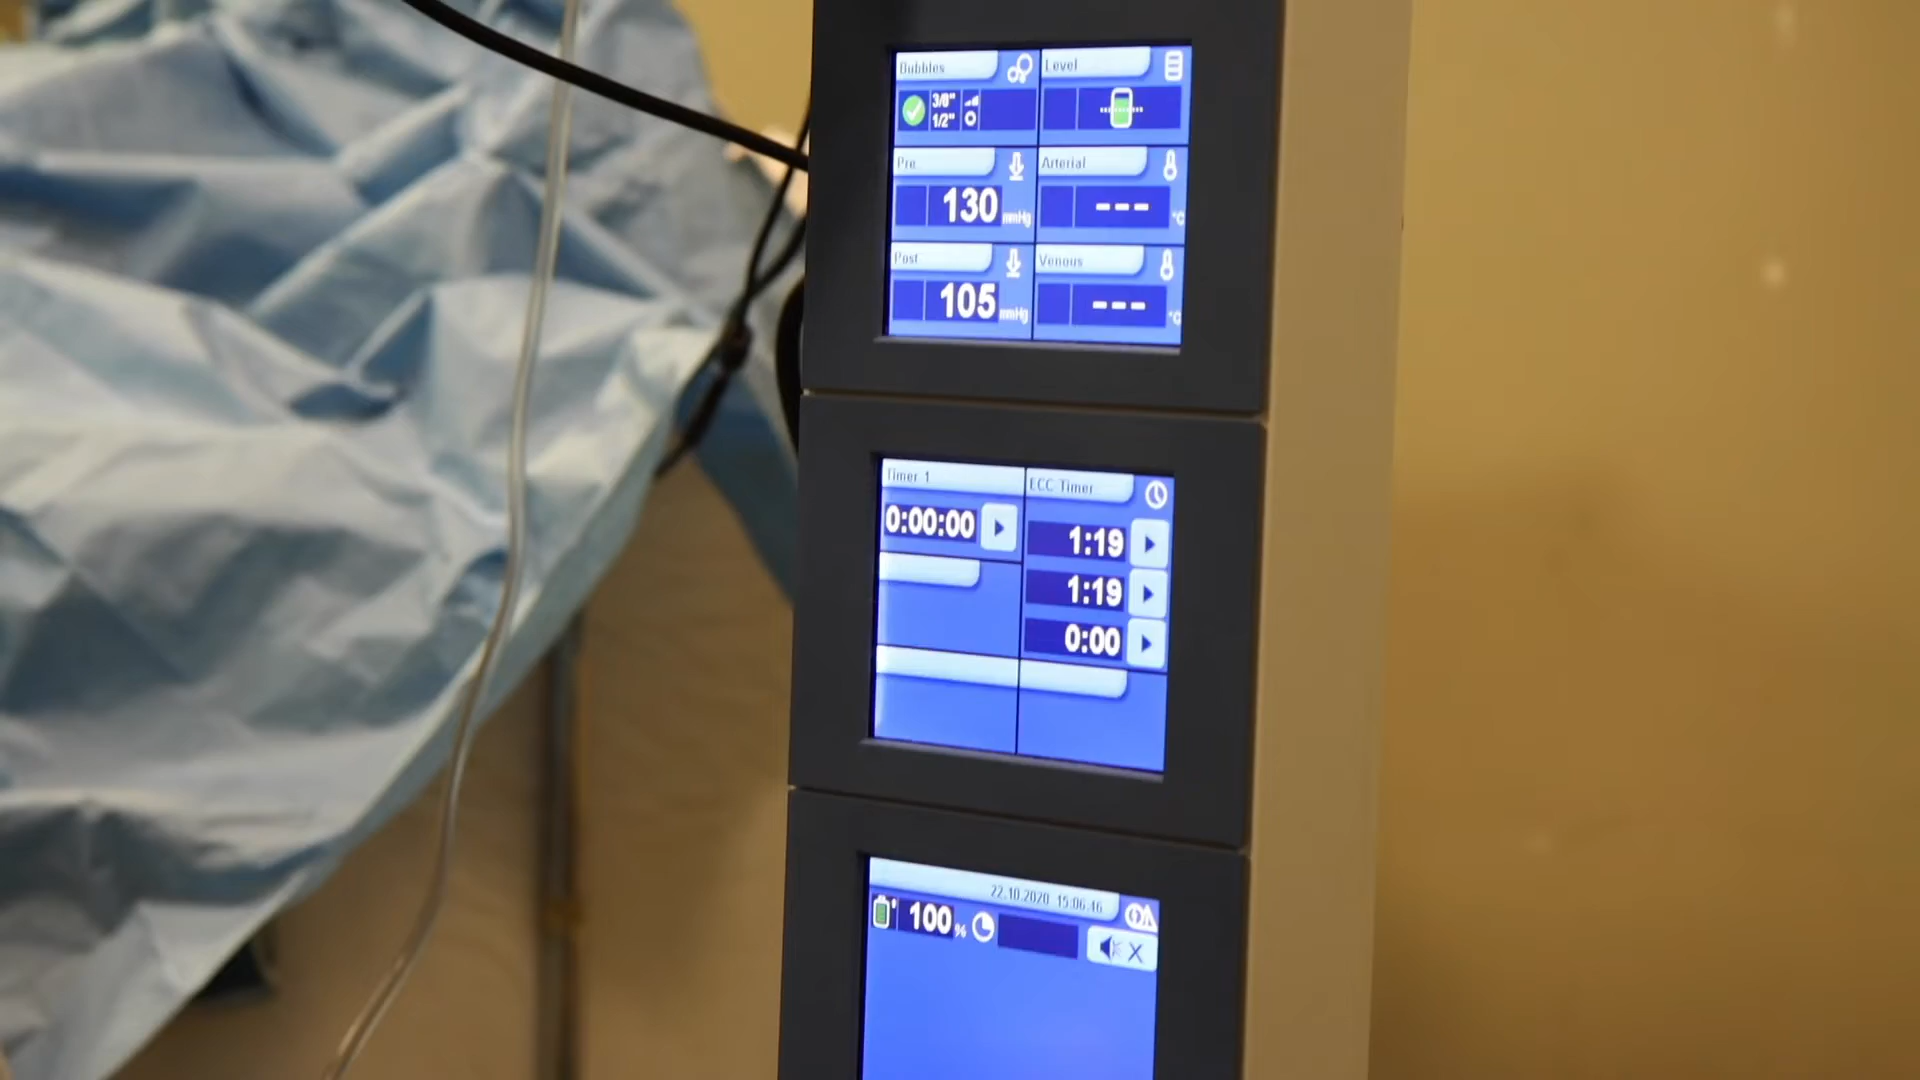 Bubbles
Level
3/8"
1/2"
Pre
Arterial
130 mmHg
--- °C
Post
Venous
105 mmHg
--- °C
Timer 1
ECC Timer
0:00:00
1:19
1:19
0:00
22.10.2020 15:06.46
100 %
X